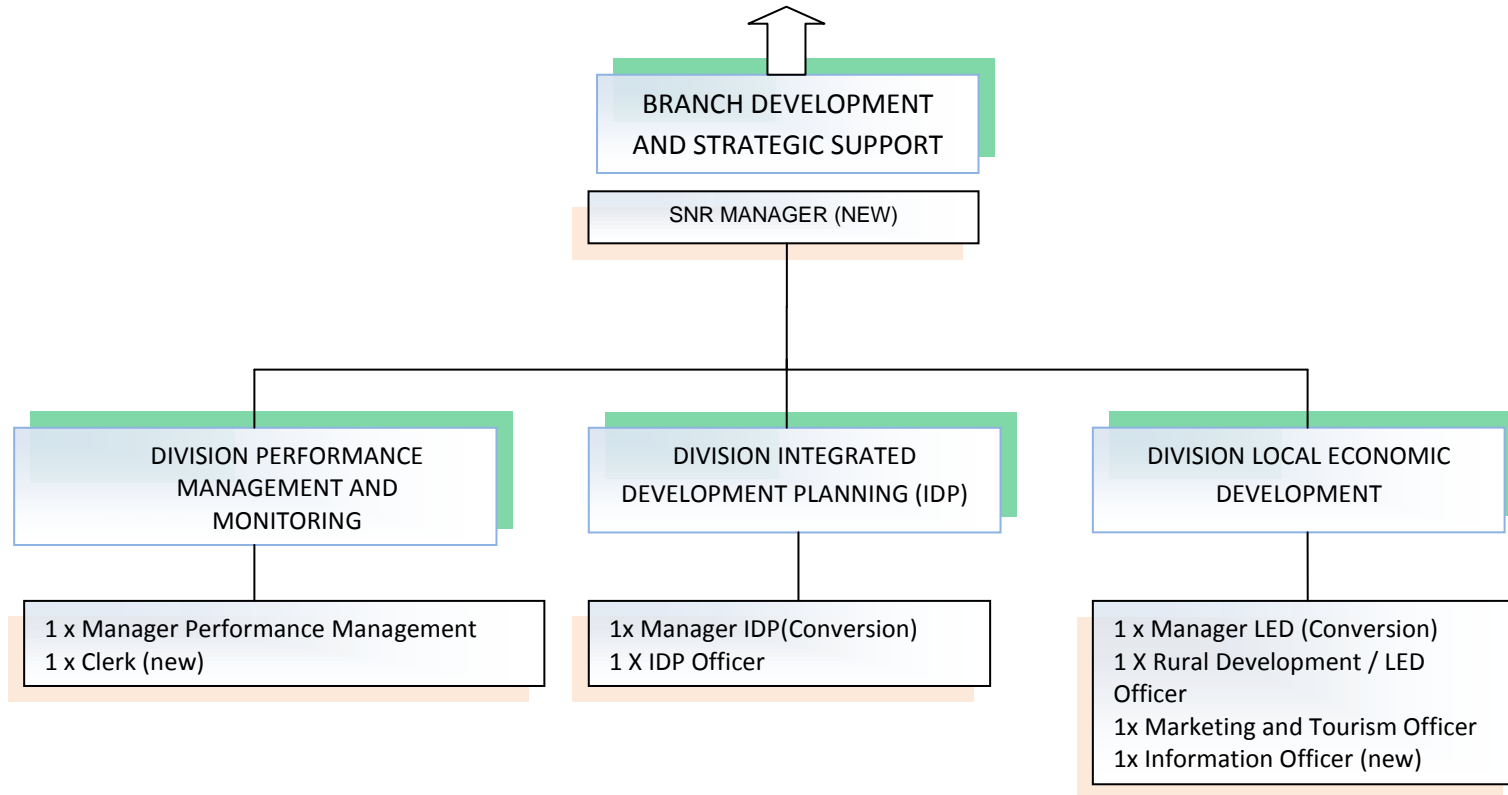 BRANCH DEVELOPMENT
AND STRATEGIC SUPPORT
SNR MANAGER (NEW)
DIVISION PERFORMANCE
MANAGEMENT AND
MONITORING
DIVISION INTEGRATED
DEVELOPMENT PLANNING (IDP)
DIVISION LOCAL ECONOMIC
DEVELOPMENT
1 x Manager Performance Management
1 x Clerk (new)
1x Manager IDP(Conversion)
1 X IDP Officer
1 x Manager LED (Conversion)
1 X Rural Development / LED
Officer
1x Marketing and Tourism Officer
1x Information Officer (new)